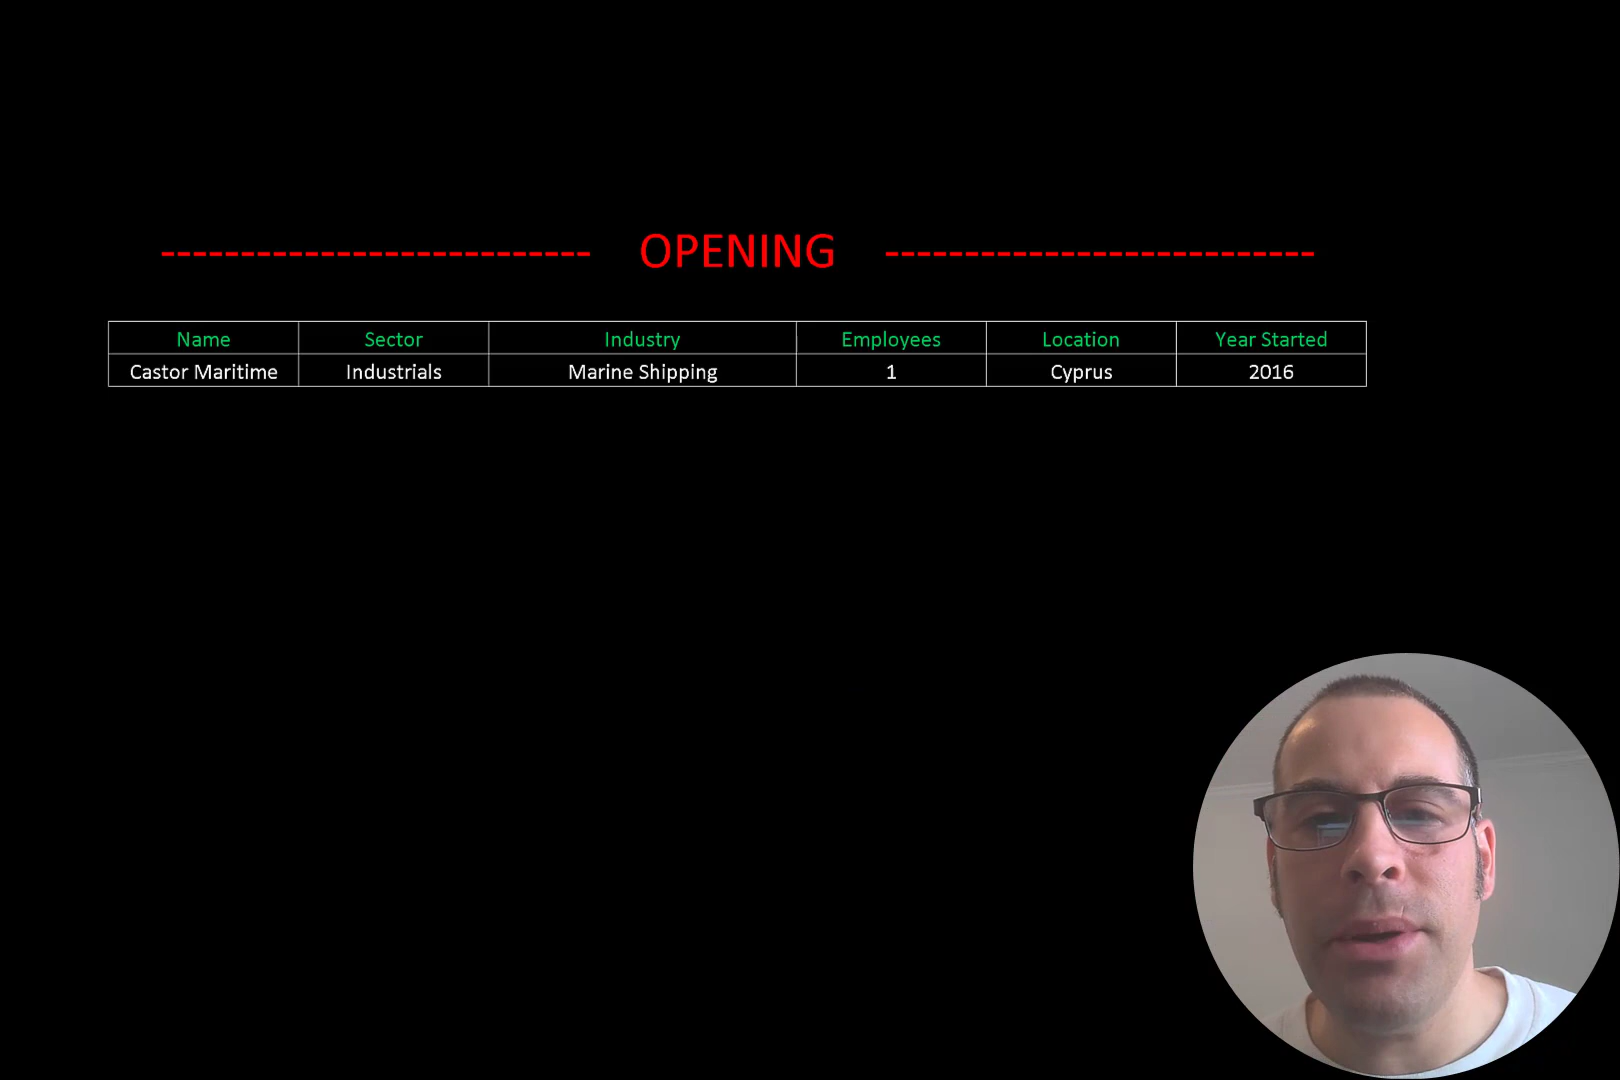 -------------------------- OPENING --------------------------
Name Sector Industry Employees Location Year Started
Castor Maritime Industrials Marine Shipping 1 Cyprus 2016